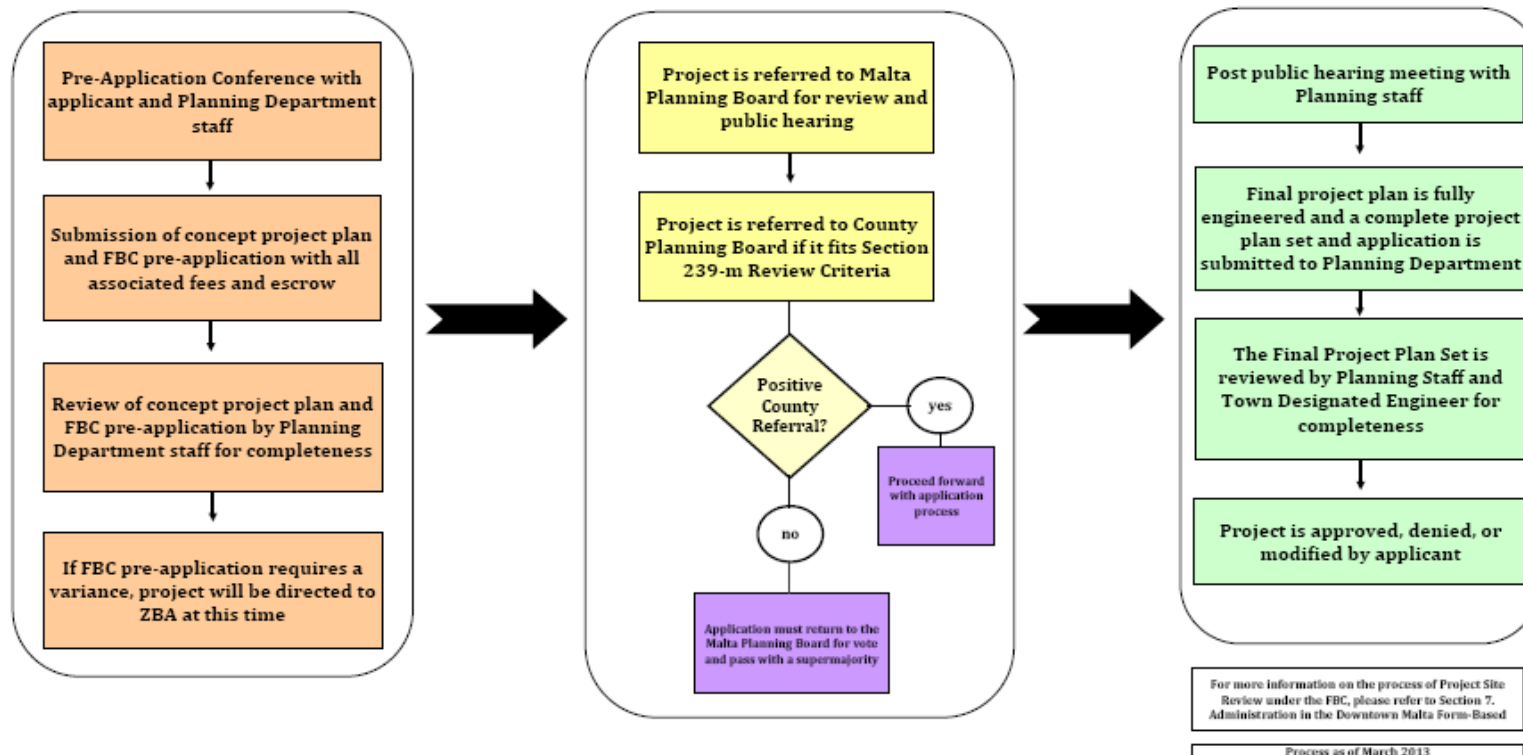 Pre-Application Conference with
applicant and Planning Department
staff
Submission of concept project plan
and FBC pre-application with all
associated fees and escrow
Review of concept project plan and
FBC pre-application by Planning
Department staff for completeness
If FBC pre-application requires a
variance, project will be directed to
ZBA at this time
Project is referred to Malta
Planning Board for review and
public hearing
Project is referred to County
Planning Board if it fits Section
239-m Review Criteria
Positive
County
Referral?
yes
Proceed forward
with application
process
no
Application must return to the
Malta Planning Board for vote
and pass with a supermajority
Post public hearing meeting with
Planning staff
Final project plan is fully
engineered and a complete project
plan set and application is
submitted to Planning Department
The Final Project Plan Set is
reviewed by Planning Staff and
Town Designated Engineer for
completeness
Project is approved, denied, or
modified by applicant
For more information on the process of Project Site
Review under the FBC, please refer to Section 7.
Administration in the Downtown Malta Form-Based
Process as of March 2013